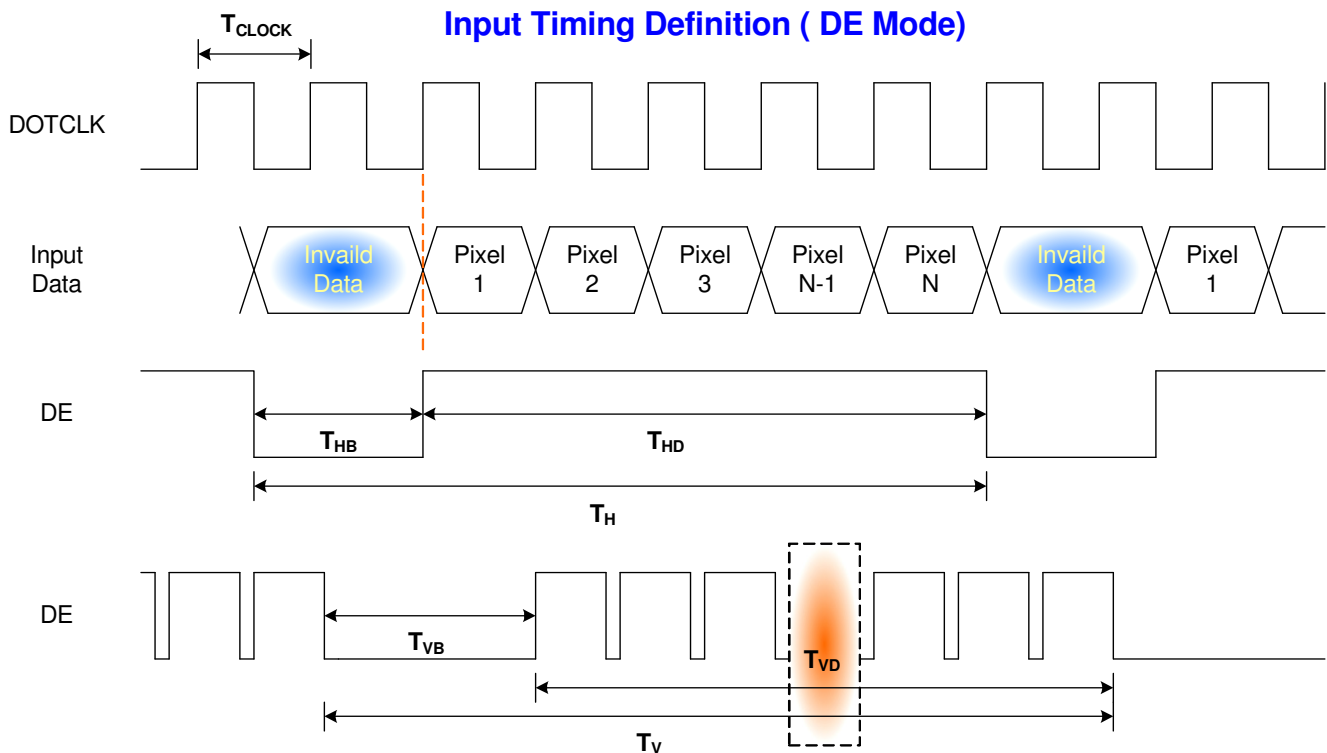 Input Timing Definition ( DE Mode)
TCLOCK
DOTCLK
Input
Data
Invaild
Data
Pixel
1
Pixel
2
Pixel
3
Pixel
N-1
Pixel
N
Invaild
Data
Pixel
1
DE
THB
THD
TH
DE
TVB
TVD
TV